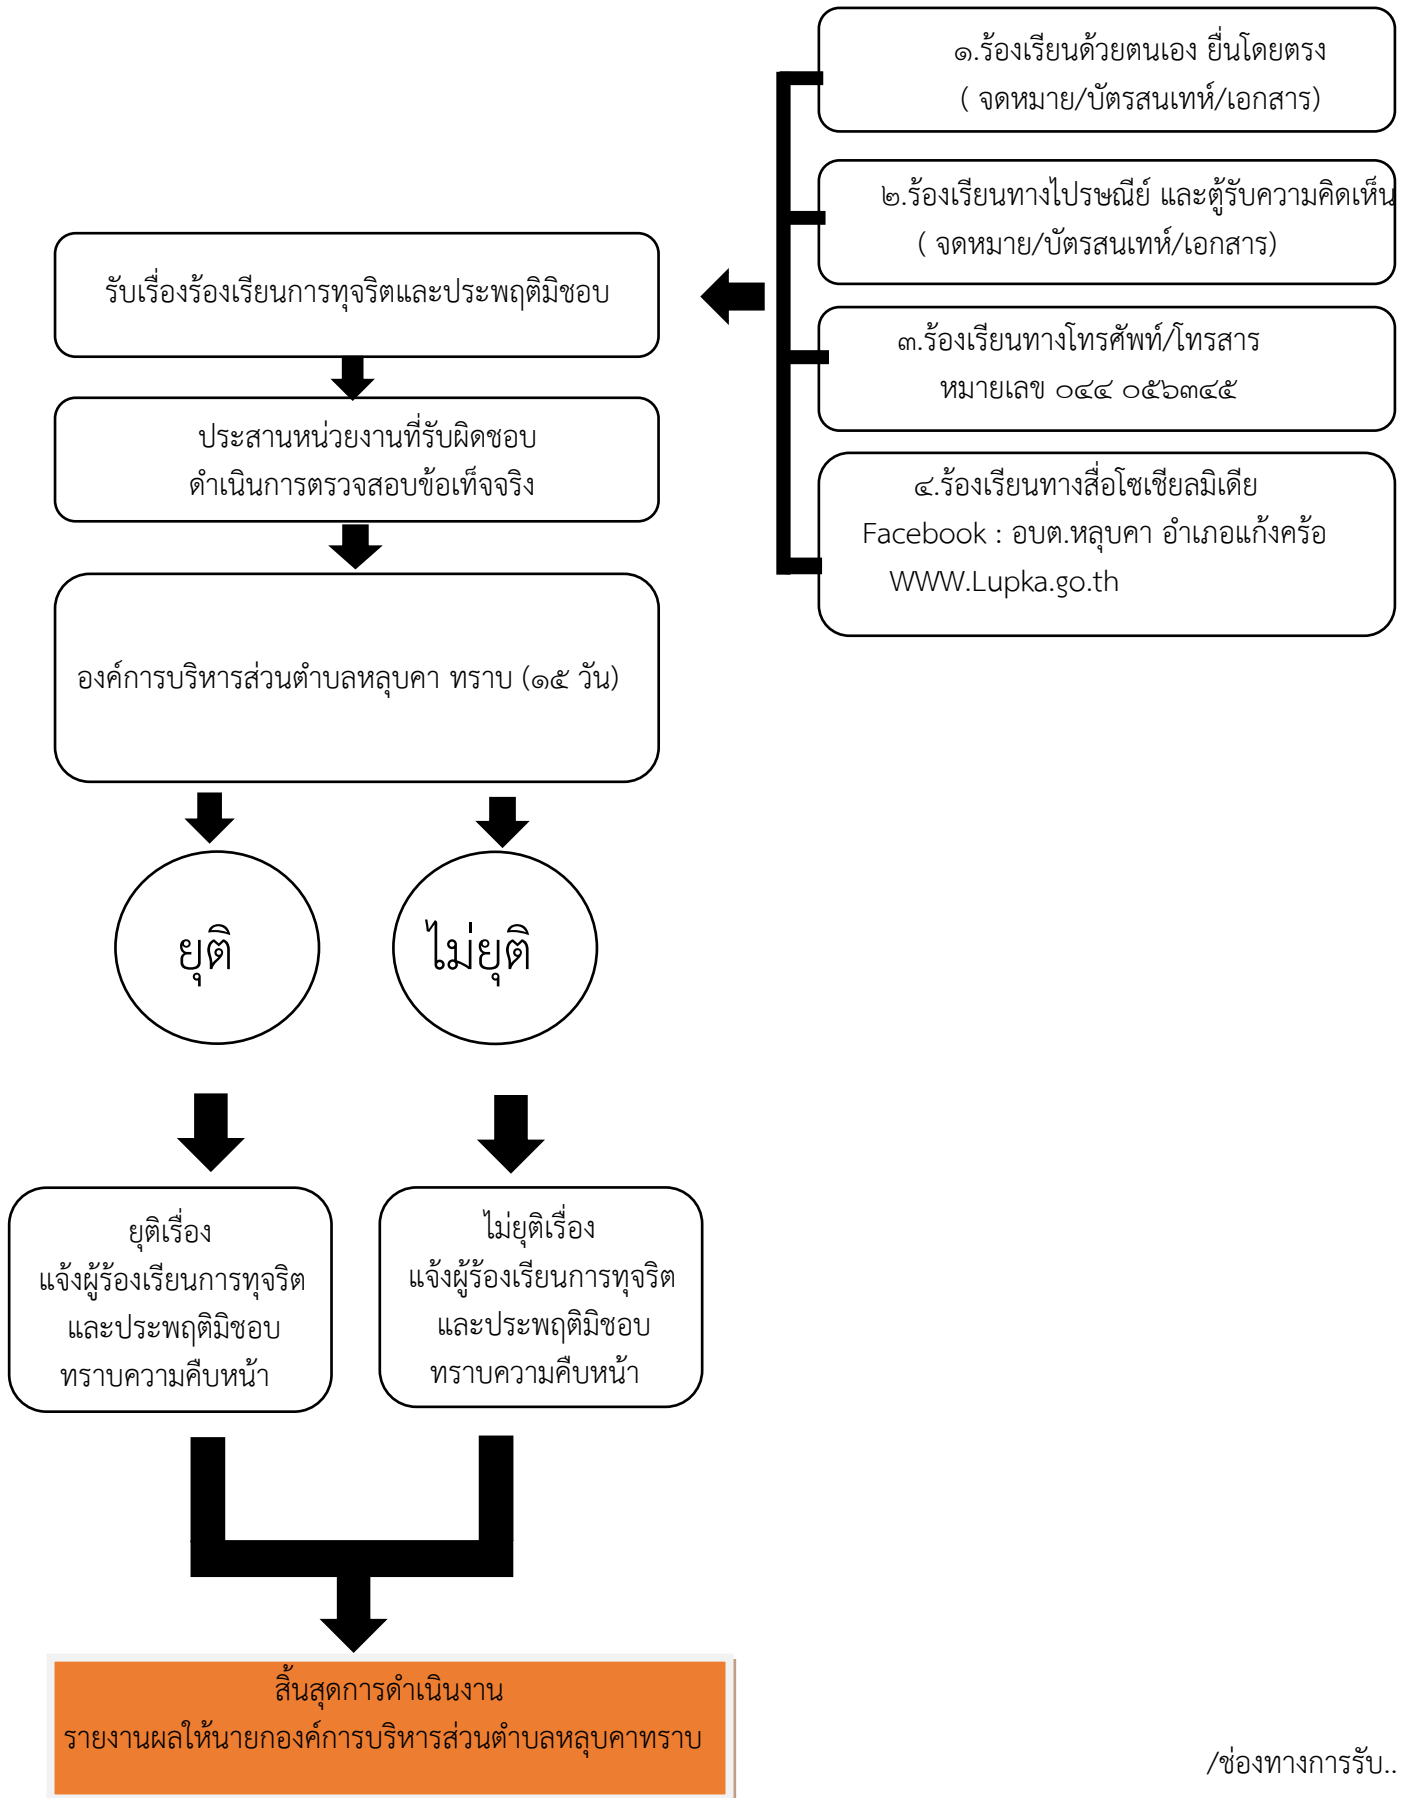 ๑.ร้องเรียนด้วยตนเอง ยื่นโดยตรง
( จดหมาย/บัตรสนเทห์/เอกสาร)
๒.ร้องเรียนทางไปรษณีย์ และตู้รับความคิดเห็น
( จดหมาย/บัตรสนเทห์/เอกสาร)
๓.ร้องเรียนทางโทรศัพท์/โทรสาร
หมายเลข ๐๔๔ ๐๕๖๓๔๕
๔.ร้องเรียนทางสื่อโซเชียลมิเดีย
Facebook : อบต.หลุบคา อำเภอแก้งคร้อ
WWW.Lupka.go.th
รับเรื่องร้องเรียนการทุจริตและประพฤติมิชอบ
ประสานหน่วยงานที่รับผิดชอบ
ดำเนินการตรวจสอบข้อเท็จจริง
องค์การบริหารส่วนตำบลหลุบคา ทราบ (๑๕ วัน)
ยุติ
ไม่ยุติ
ยุติเรื่อง
แจ้งผู้ร้องเรียนการทุจริต
และประพฤติมิชอบ
ทราบความคืบหน้า
ไม่ยุติเรื่อง
แจ้งผู้ร้องเรียนการทุจริต
และประพฤติมิชอบ
ทราบความคืบหน้า
สิ้นสุดการดำเนินงาน
รายงานผลให้นายกองค์การบริหารส่วนตำบลหลุบคาทราบ
/ช่องทางการรับ..